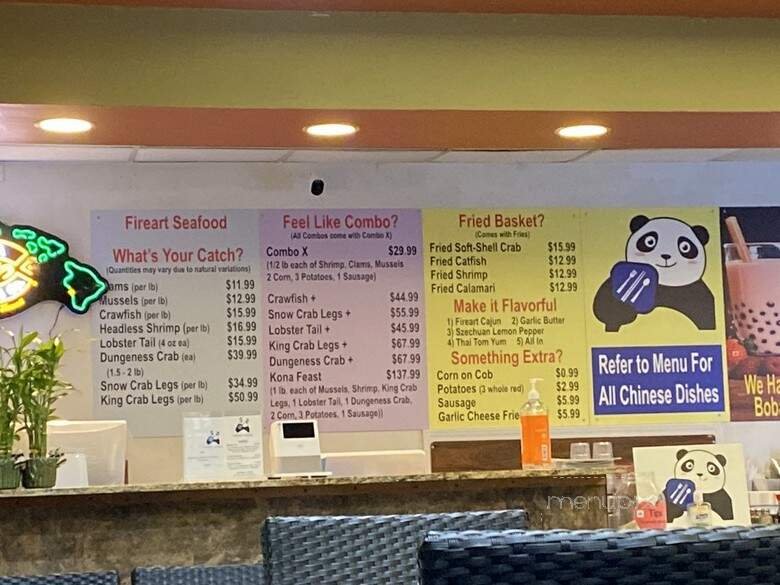 Fireart Seafood
What's Your Catch?
(Quantities may vary due to natural variations)
ams (per lb) $11.99
Mussels (per lb) $12.99
Crawfish (per lb) $15.99
Headless Shrimp (per lb) $16.99
Lobster Tail (4 oz ea) $15.99
Dungeness Crab (ea) $39.99
(1.5 - 2 lb)
Snow Crab Legs (per lb) $34.99
King Crab Legs (per lb) $50.99
Feel Like Combo?
(All Combos come with Combo X)
Combo X $29.99
(1/2 lb each of Shrimp, Clams, Mussels
2 Corn, 3 Potatoes, 1 Sausage)
Crawfish + $44.99
Snow Crab Legs + $55.99
Lobster Tail + $45.99
King Crab Legs + $67.99
Dungeness Crab + $67.99
Kona Feast $137.99
(1 lb. each of Mussels, Shrimp, King Crab
Legs, 1 Lobster Tail, 1 Dungeness Crab,
2 Corn, 3 Potatoes, 1 Sausage))
Fried Basket?
(Comes with Fries)
Fried Soft-Shell Crab $15.99
Fried Catfish $12.99
Fried Shrimp $12.99
Fried Calamari $12.99
Make it Flavorful
1) Fireart Cajun 2) Garlic Butter
3) Szechuan Lemon Pepper
4) Thai Tom Yum 5) All In
Something Extra?
Corn on Cob $0.99
Potatoes (3 whole red) $2.99
Sausage $5.99
Garlic Cheese Frie $5.99
Refer to Menu For
All Chinese Dishes
We Ha
Boba
Tips
menupix